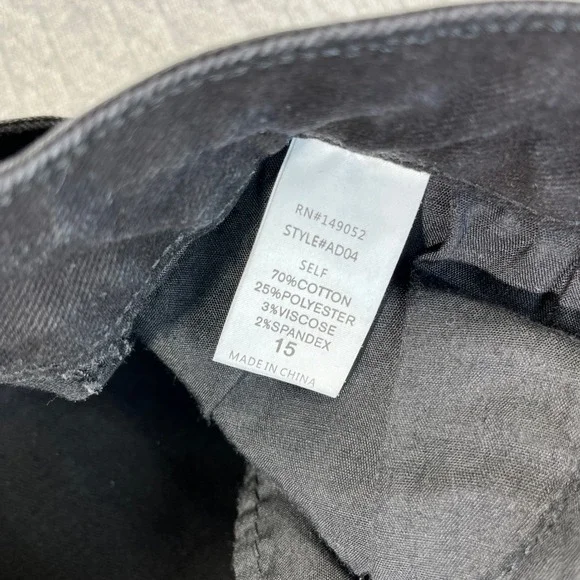 RN#149052
STYLE#AD04
SELF
70%COTTON
25%POLYESTER
3%VISCOSE
2%SPANDEX
15
MADE IN CHINA